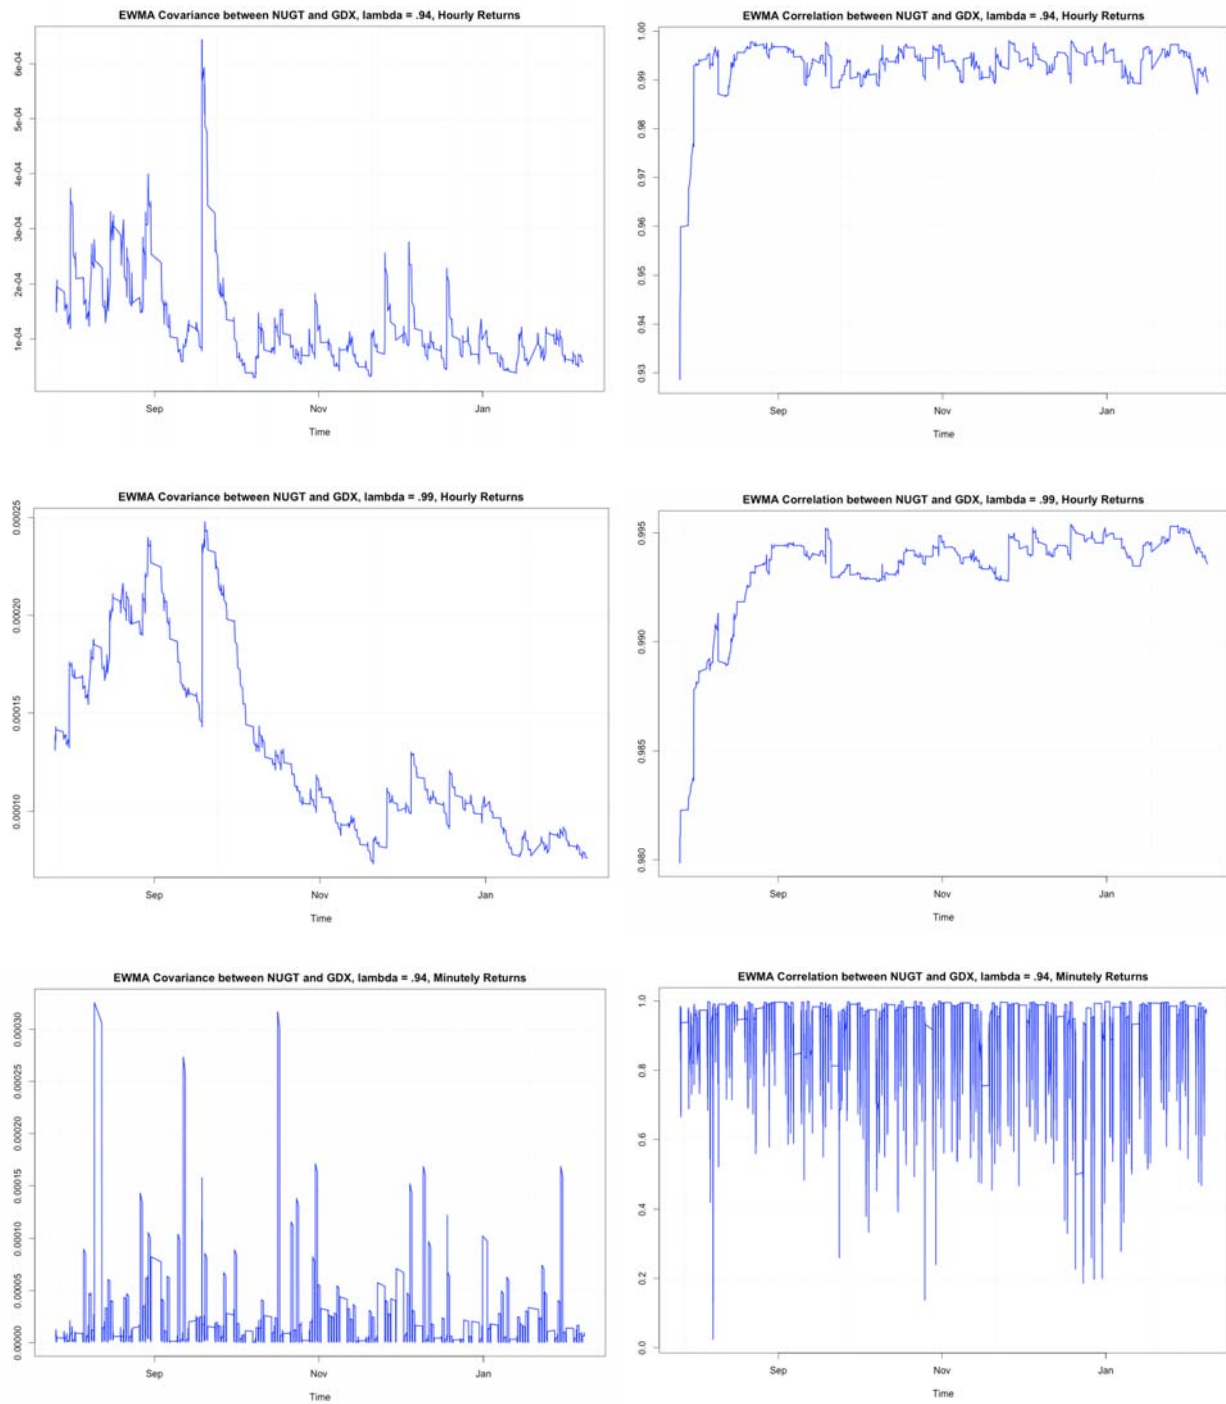 EWMA Covariance between NUGT and GDX, lambda = .94, Hourly Returns
6e-04
5e-04
4e-04
3e-04
2e-04
1e-04
Sep Nov Jan
Time
EWMA Correlation between NUGT and GDX, lambda = .94, Hourly Returns
1.00
0.99
0.98
0.97
0.96
0.95
0.94
0.93
Sep Nov Jan
Time
EWMA Covariance between NUGT and GDX, lambda = .99, Hourly Returns
0.00025
0.00020
0.00015
0.00010
Sep Nov Jan
Time
EWMA Correlation between NUGT and GDX, lambda = .99, Hourly Returns
0.995
0.990
0.985
0.980
Sep Nov Jan
Time
EWMA Covariance between NUGT and GDX, lambda = .94, Minutely Returns
0.00030
0.00025
0.00020
0.00015
0.00010
0.00005
0.00000
Sep Nov Jan
Time
EWMA Correlation between NUGT and GDX, lambda = .94, Minutely Returns
1.0
0.8
0.6
0.4
0.2
0.0
Sep Nov Jan
Time